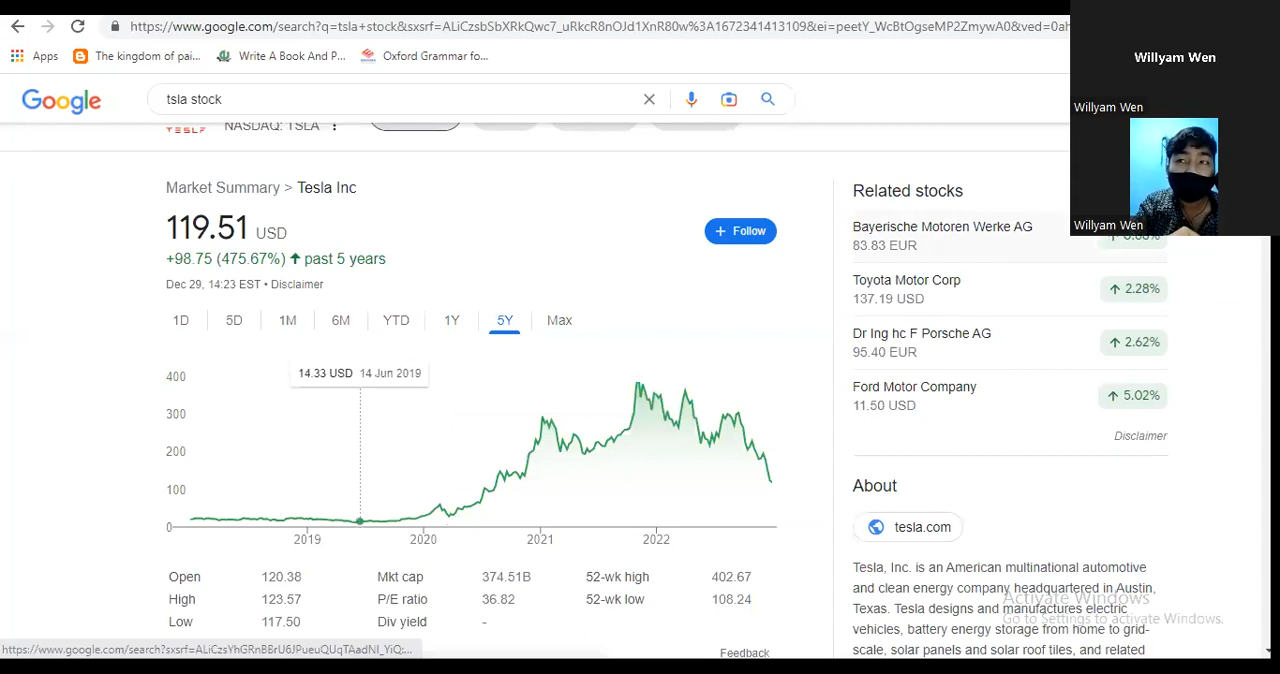 https://www.google.com/search?q=tsla+stock&sxsrf=ALiCzsbSbXRkQwc7_uRkcR8nOJd1XnR80w%3A1672341413109&ei=peetY_WcBtOgseMP2ZmywA0&ved=0ah
Apps The kingdom of pai... Write A Book And P... Oxford Grammar fo...
Willyam Wen
Willyam Wen
Willyam Wen
Google tsla stock
TESLA NASDAQ: TSLA
Market Summary > Tesla Inc
119.51 USD
+ Follow
+98.75 (475.67%) ↑ past 5 years
Dec 29, 14:23 EST • Disclaimer
1D 5D 1M 6M YTD 1Y 5Y Max
14.33 USD 14 Jun 2019
400
300
200
100
0
2019 2020 2021 2022
Open 120.38 Mkt cap 374.51B 52-wk high 402.67
High 123.57 P/E ratio 36.82 52-wk low 108.24
Low 117.50 Div yield -
Feedback
Related stocks
Bayerische Motoren Werke AG
83.83 EUR
Toyota Motor Corp
137.19 USD ↑ 2.28%
Dr Ing hc F Porsche AG
95.40 EUR ↑ 2.62%
Ford Motor Company
11.50 USD ↑ 5.02%
Disclaimer
About
tesla.com
Tesla, Inc. is an American multinational automotive
and clean energy company headquartered in Austin,
Texas. Tesla designs and manufactures electric
vehicles, battery energy storage from home to grid-
scale, solar panels and solar roof tiles, and related
Activate Windows
Go to Settings to activate Windows.
https://www.google.com/search?sxsrf=ALiCzsYhGRnBBrU6JPueuQUqTAadNI_YiQ:...